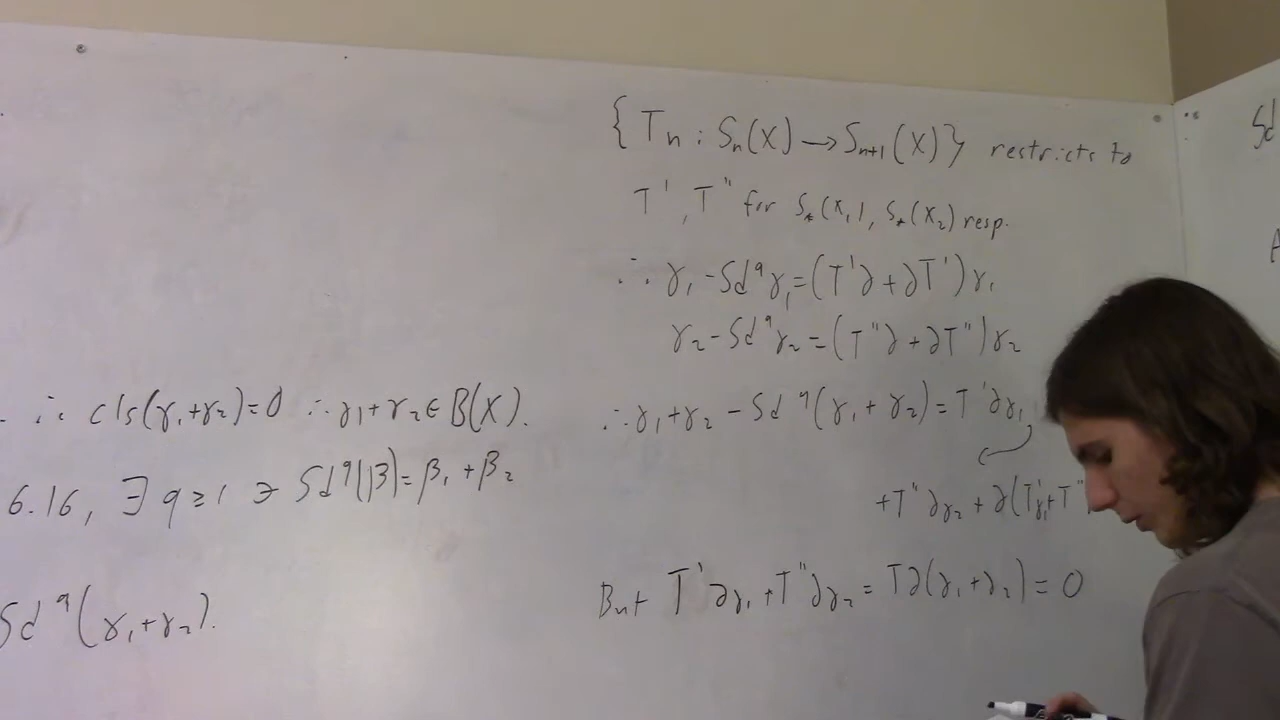 { Tₙ : Sₙ(X) → Sₙ₊₁(X) } restricts to
T', T" for S⁎(X₁), S⁎(X₂) resp.
∴ γ₁ - Sd^q γ₁ = (T'∂ + ∂T')γ₁
γ₂ - Sd^q γ₂ = (T"∂ + ∂T")γ₂
∴ γ₁ + γ₂ - Sd^q(γ₁ + γ₂) = T'∂γ₁
+ T"∂γ₂ + ∂(T'γ₁ + T"
But T'∂γ₁ + T"∂γ₂ = T∂(γ₁ + γ₂) = 0
∴ cls(γ₁+γ₂) = 0 ∴ γ₁ + γ₂ ∈ B(X).
6.16, ∃ q ≥ 1 ∋ Sd^q(β) = β₁ + β₂
Sd^q(γ₁+γ₂).
Sd
A